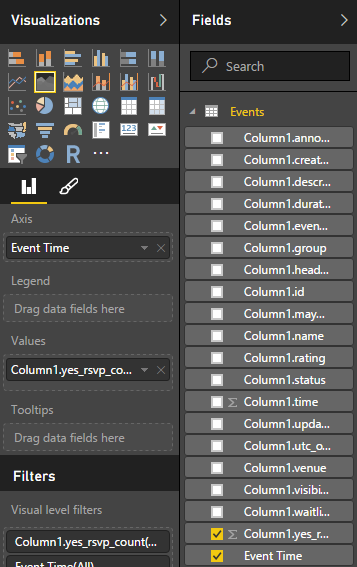 Visualizations
Fields
Search
Events
Column1.anno...
Column1.creat...
Column1.descr...
Column1.durat...
Column1.even...
Column1.group
Column1.head...
Column1.id
Column1.may...
Column1.name
Column1.rating
Column1.status
Column1.time
Column1.upda...
Column1.utc_o...
Column1.venue
Column1.visibi...
Column1.waitli...
Column1.yes_r...
Event Time
R
123
Axis
Event Time
Legend
Drag data fields here
Values
Column1.yes_rsvp_co...
Tooltips
Drag data fields here
Filters
Visual level filters
Column1.yes_rsvp_count(...
Event Time(All)